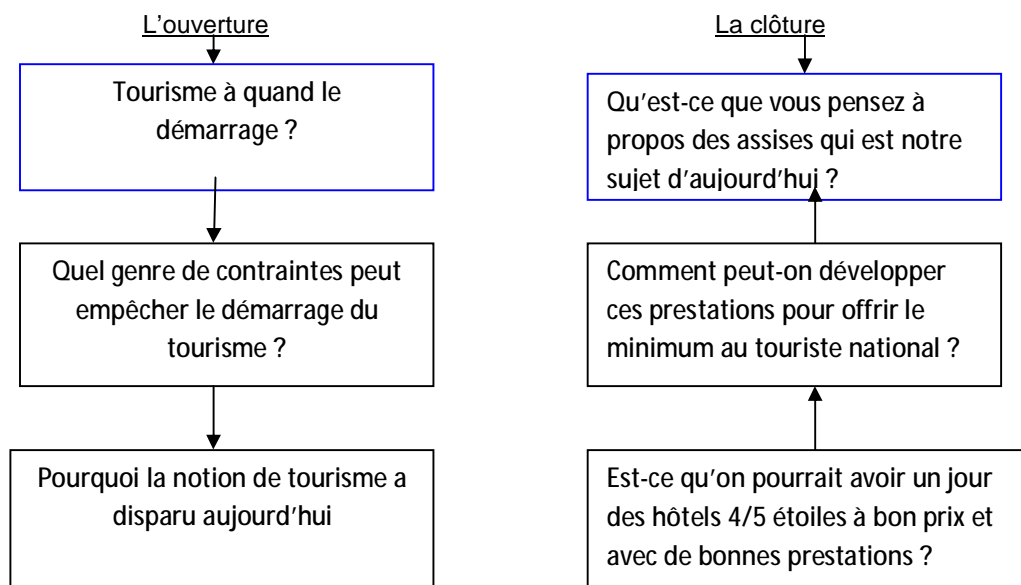 L'ouverture
Tourisme à quand le
démarrage ?
Quel genre de contraintes peut
empêcher le démarrage du
tourisme ?
Pourquoi la notion de tourisme a
disparu aujourd'hui
La clôture
Qu'est-ce que vous pensez à
propos des assises qui est notre
sujet d'aujourd'hui ?
Comment peut-on développer
ces prestations pour offrir le
minimum au touriste national ?
Est-ce qu'on pourrait avoir un jour
des hôtels 4/5 étoiles à bon prix et
avec de bonnes prestations ?